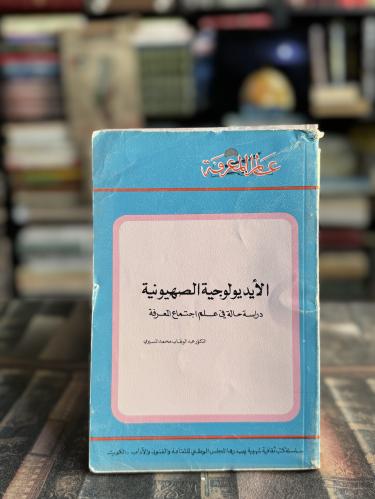 عالم المعرفة
الأيديولوجية الصهيونية
دراسة حالة في علم اجتماع المعرفة
الدكتور عبد الوهاب محمد المسيري
سلسلة كتب ثقافية شهرية يصدرها المجلس الوطني للثقافة والفنون والآداب - الكويت